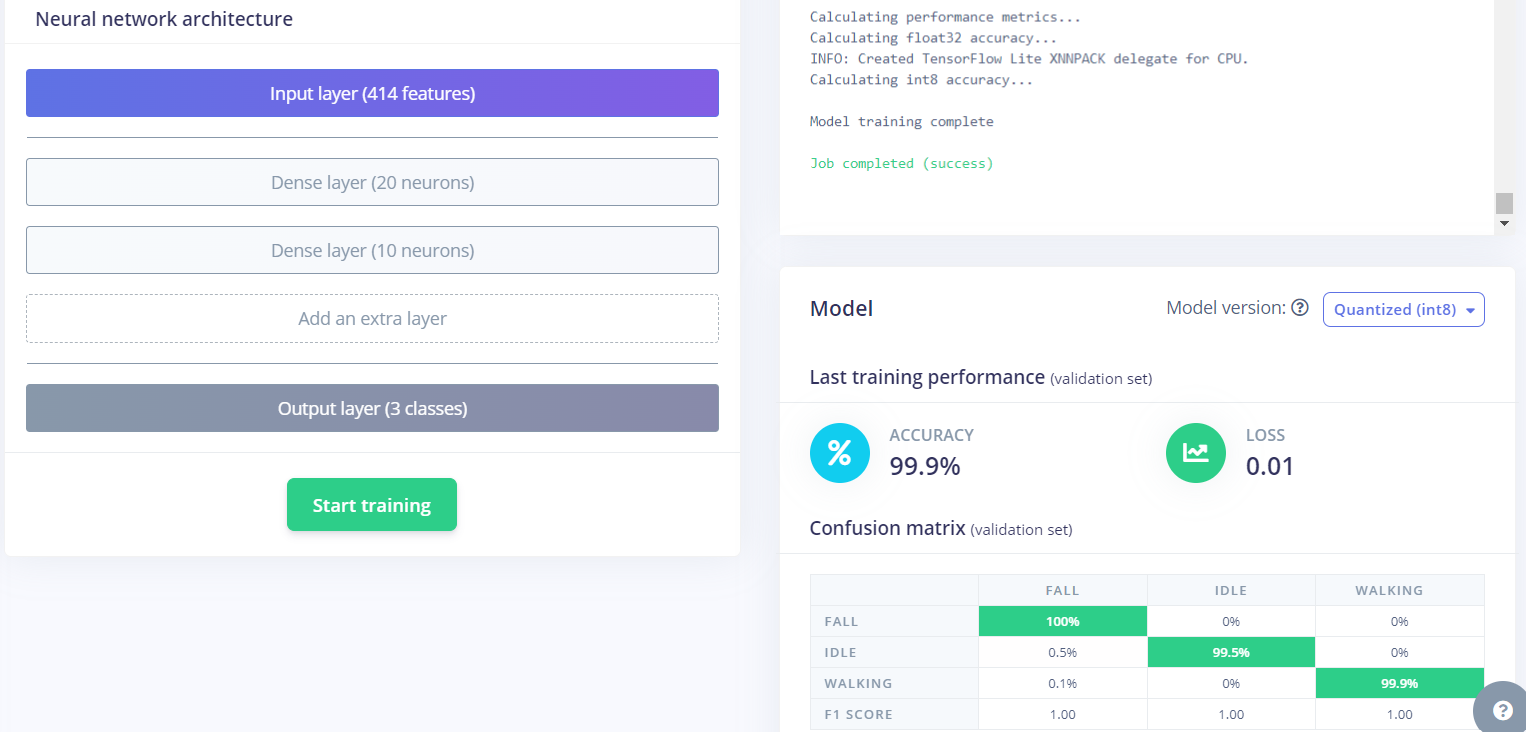 Neural network architecture
Input layer (414 features)
Dense layer (20 neurons)
Dense layer (10 neurons)
Add an extra layer
Output layer (3 classes)
Start training
Calculating performance metrics...
Calculating float32 accuracy...
INFO: Created TensorFlow Lite XNNPACK delegate for CPU.
Calculating int8 accuracy...
Model training complete
Job completed (success)
Model
Model version: ? Quantized (int8)
Last training performance (validation set)
% ACCURACY
99.9%
LOSS
0.01
Confusion matrix (validation set)
FALL IDLE WALKING
FALL 100% 0% 0%
IDLE 0.5% 99.5% 0%
WALKING 0.1% 0% 99.9%
F1 SCORE 1.00 1.00 1.00
?